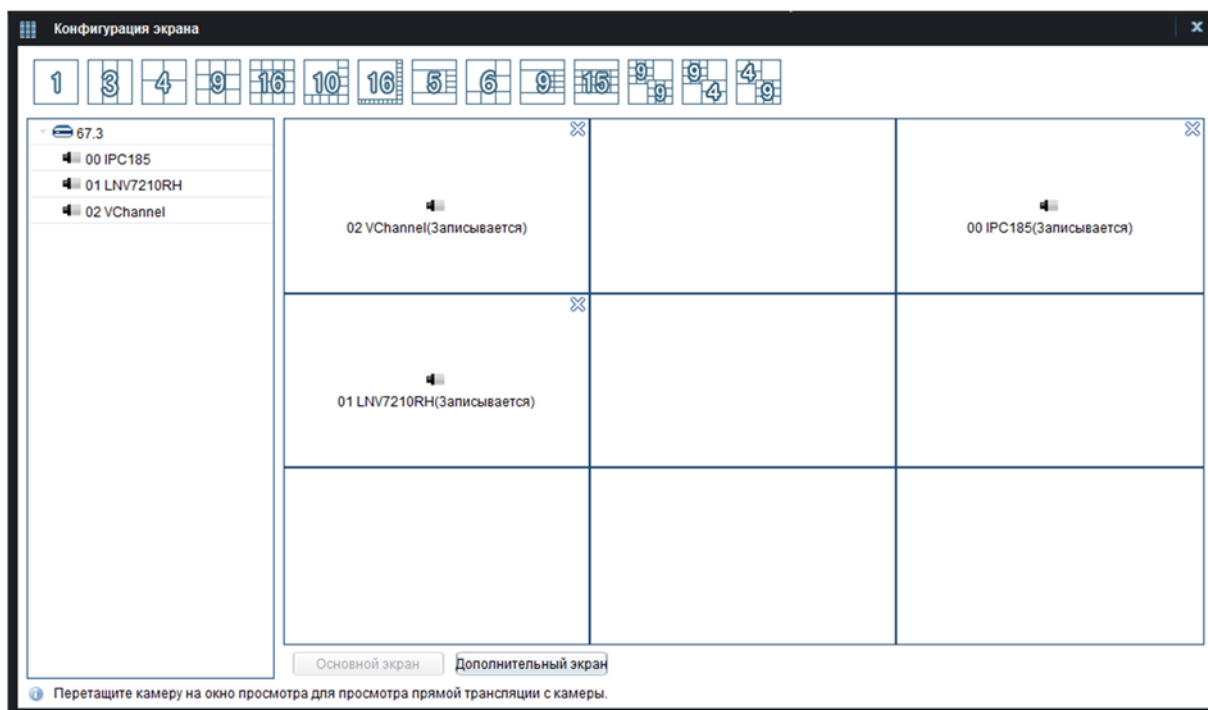 Конфигурация экрана
1 3 4 9 16 10 16 5 6 9 15 9 9 9 4 4 9
67.3
00 IPC185
01 LNV7210RH
02 VChannel
02 VChannel(Записывается)
00 IPC185(Записывается)
01 LNV7210RH(Записывается)
Основной экран
Дополнительный экран
Перетащите камеру на окно просмотра для просмотра прямой трансляции с камеры.